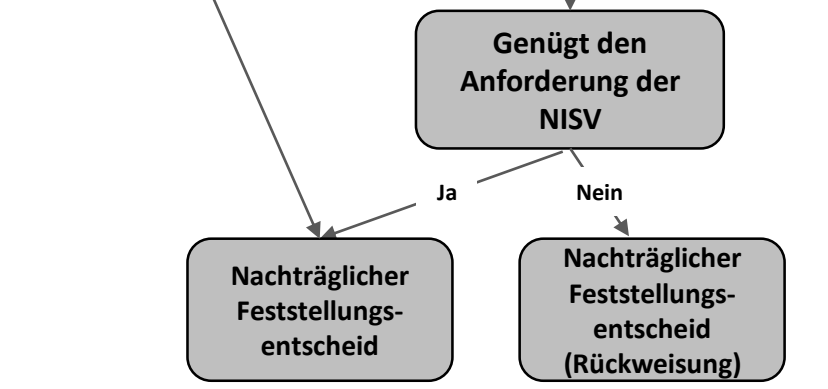 Genügt den
Anforderung der
NISV
Ja
Nein
Nachträglicher
Feststellungs-
entscheid
Nachträglicher
Feststellungs-
entscheid
(Rückweisung)